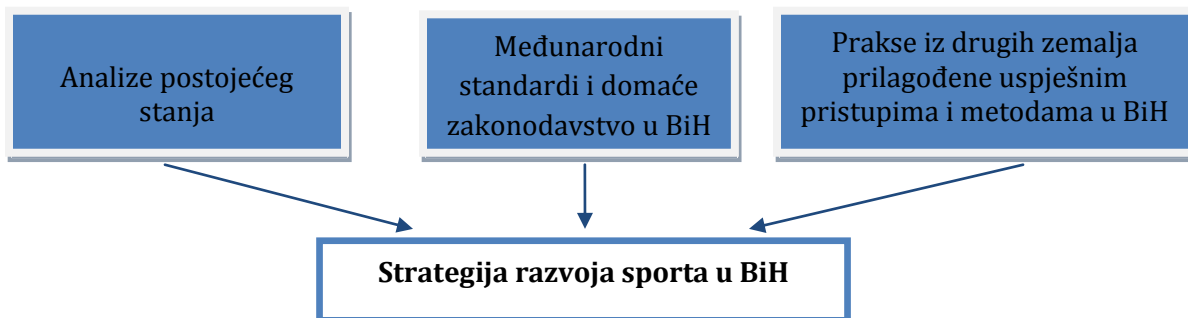 Analize postojećeg
stanja
Međunarodni
standardi i domaće
zakonodavstvo u BiH
Prakse iz drugih zemalja
prilagođene uspješnim
pristupima i metodama u BiH
Strategija razvoja sporta u BiH